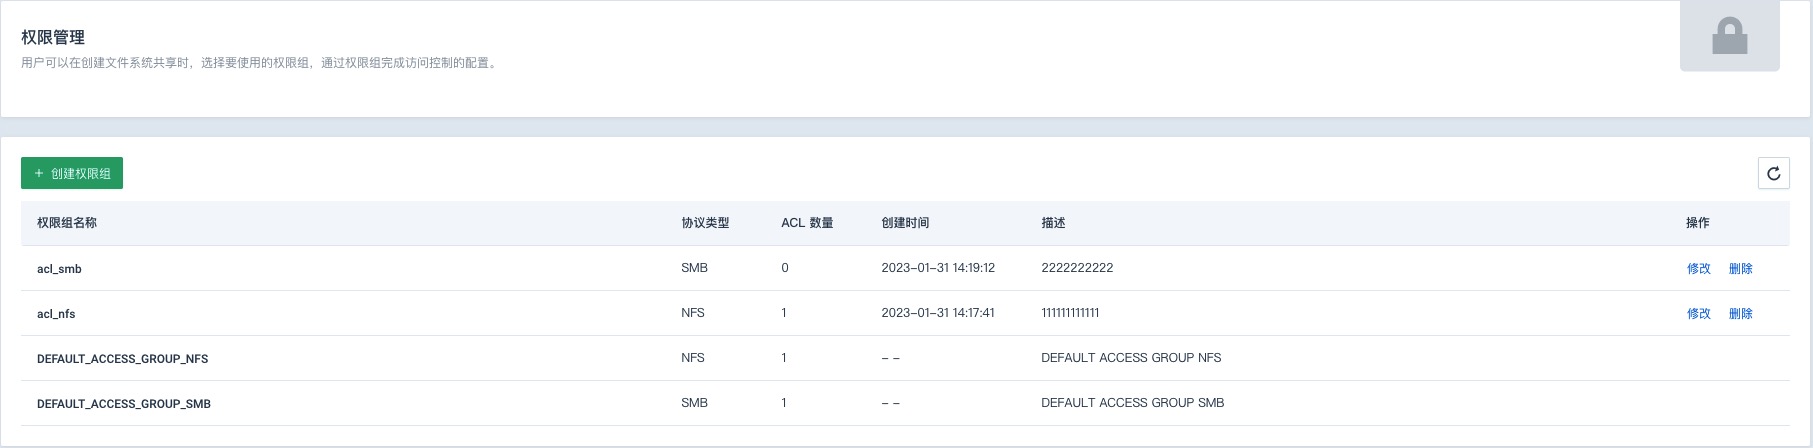 权限管理
用户可以在创建文件系统共享时，选择要使用的权限组，通过权限组完成访问控制的配置。
+ 创建权限组
权限组名称 协议类型 ACL 数量 创建时间 描述 操作
acl_smb SMB 0 2023-01-31 14:19:12 2222222222 修改 删除
acl_nfs NFS 1 2023-01-31 14:17:41 111111111111 修改 删除
DEFAULT_ACCESS_GROUP_NFS NFS 1 -- DEFAULT ACCESS GROUP NFS
DEFAULT_ACCESS_GROUP_SMB SMB 1 -- DEFAULT ACCESS GROUP SMB